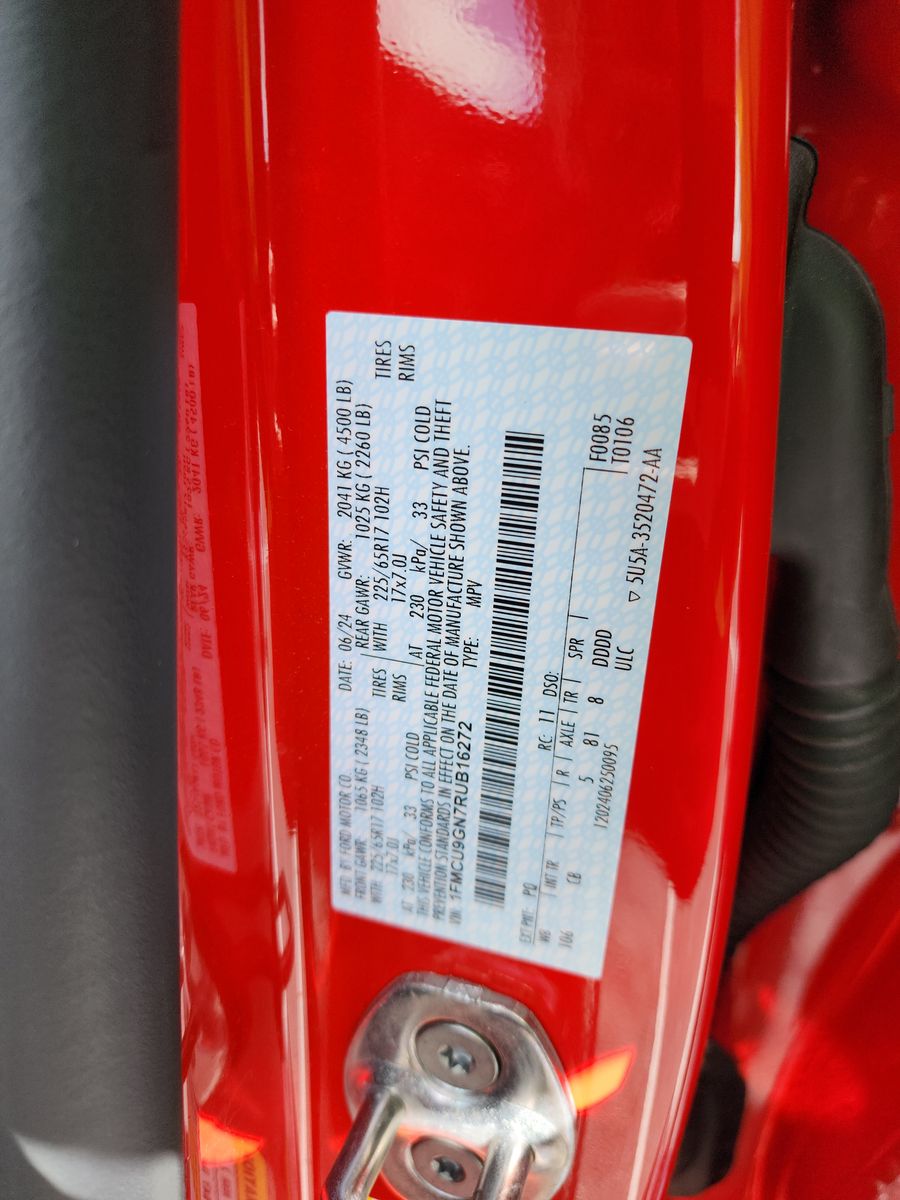 MFD. BY FORD MOTOR CO. DATE: 06/24 GVWR: 2041 KG ( 4500 LB)
FRONT GAWR: 1065 KG ( 2348 LB) REAR GAWR: 1025 KG ( 2260 LB)
WITH 225/65R17 102H TIRES WITH 225/65R17 102H TIRES
17x7.0J RIMS 17x7.0J RIMS
AT 230 kPa/ 33 PSI COLD AT 230 kPa/ 33 PSI COLD
THIS VEHICLE CONFORMS TO ALL APPLICABLE FEDERAL MOTOR VEHICLE SAFETY AND THEFT
PREVENTION STANDARDS IN EFFECT ON THE DATE OF MANUFACTURE SHOWN ABOVE.
VIN: 1FMCU9GN7RUB16272 TYPE: MPV
EXT PNT: PQ RC: 11 DSO: F0085
WB INT TR TP/PS R AXLE TR SPR T0106
106 CB 5 81 8 DDDD
1202406250095 ULC
▽ 5U5A-3520472-AA